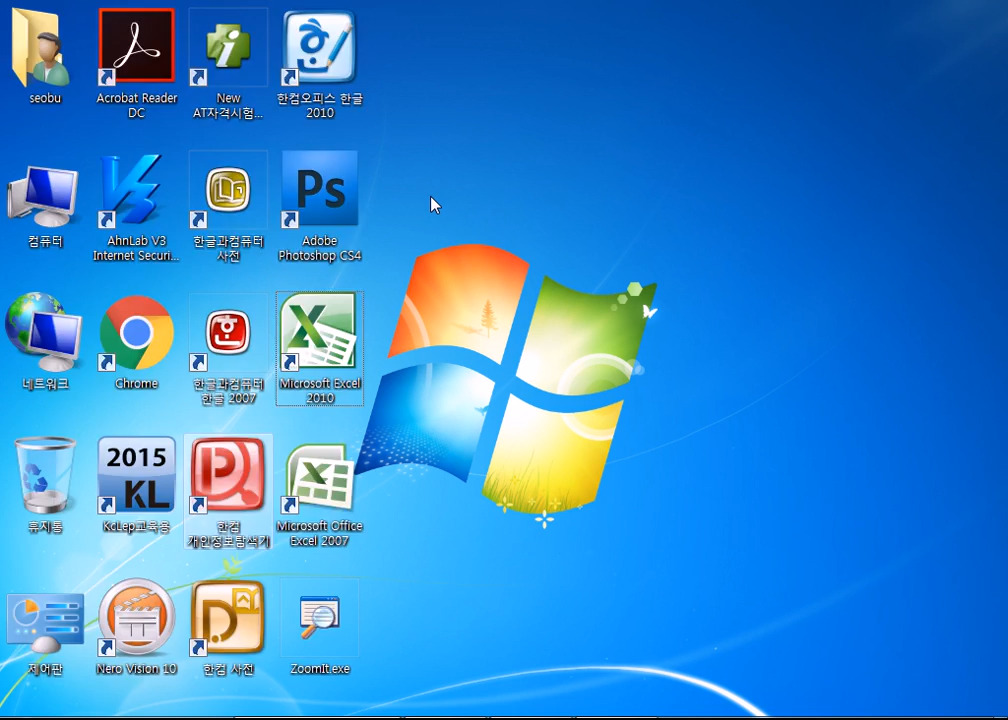 seobu
Acrobat Reader
DC
New
AT자격시험...
한컴오피스 한글
2010
컴퓨터
AhnLab V3
Internet Securi...
한글과컴퓨터
사전
Ps
Adobe
Photoshop CS4
네트워크
Chrome
한글과컴퓨터
한글 2007
Microsoft Excel
2010
휴지통
2015
KL
KcLep교육용
한컴
개인정보탐색기
Microsoft Office
Excel 2007
제어판
Nero Vision 10
한컴 사전
ZoomIt.exe